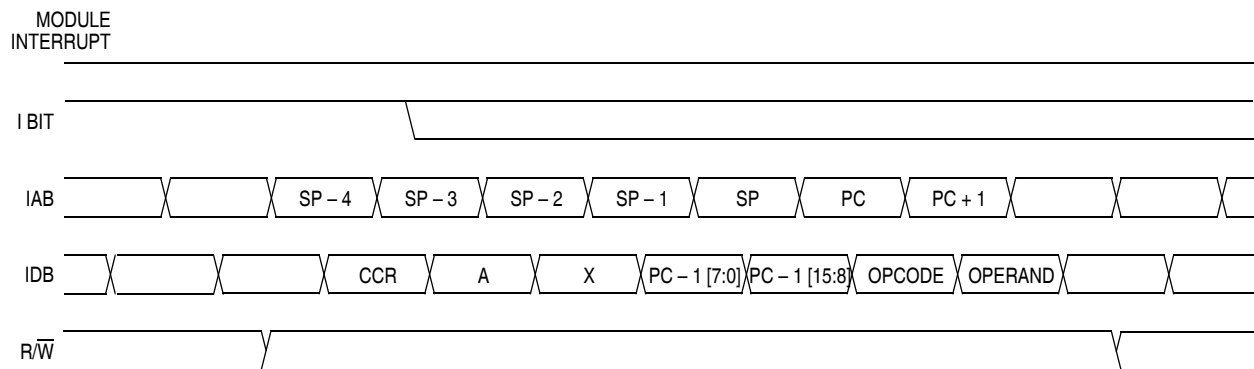 MODULE
INTERRUPT
I BIT
IAB SP – 4 SP – 3 SP – 2 SP – 1 SP PC PC + 1
IDB CCR A X PC – 1 [7:0] PC – 1 [15:8] OPCODE OPERAND
R/W̅